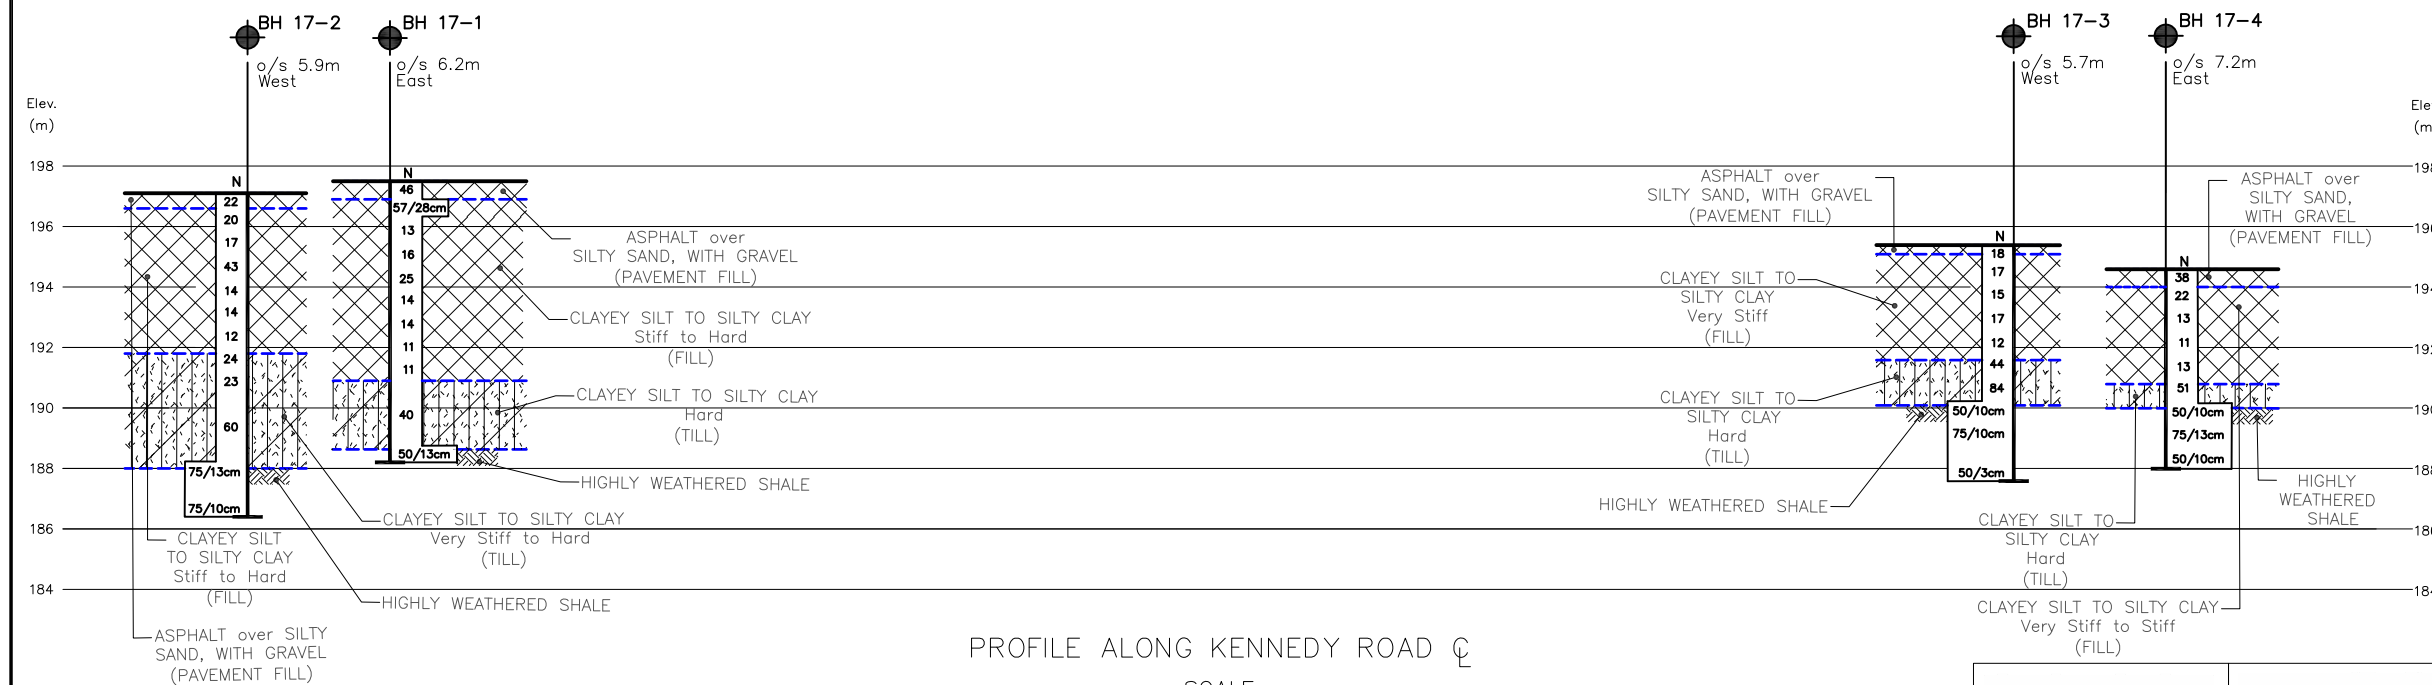 BH 17-2
o/s 5.9m
West
BH 17-1
o/s 6.2m
East
BH 17-3
o/s 5.7m
West
BH 17-4
o/s 7.2m
East
Elev.
(m)
198
196
194
192
190
188
186
184
N
22
20
17
43
14
14
12
24
23
60
75/13cm
75/10cm
N
46
57/28cm
13
16
25
14
14
11
11
40
50/13cm
ASPHALT over
SILTY SAND, WITH GRAVEL
(PAVEMENT FILL)
CLAYEY SILT TO SILTY CLAY
Stiff to Hard
(FILL)
CLAYEY SILT TO SILTY CLAY
Hard
(TILL)
HIGHLY WEATHERED SHALE
CLAYEY SILT TO SILTY CLAY
Very Stiff to Hard
(TILL)
CLAYEY SILT
TO SILTY CLAY
Stiff to Hard
(FILL)
HIGHLY WEATHERED SHALE
ASPHALT over SILTY
SAND, WITH GRAVEL
(PAVEMENT FILL)
ASPHALT over
SILTY SAND, WITH GRAVEL
(PAVEMENT FILL)
CLAYEY SILT TO
SILTY CLAY
Very Stiff
(FILL)
CLAYEY SILT TO
SILTY CLAY
Hard
(TILL)
HIGHLY WEATHERED SHALE
N
18
17
15
17
12
44
84
50/10cm
75/10cm
50/3cm
N
38
22
13
11
13
51
50/10cm
75/13cm
50/10cm
ASPHALT over
SILTY SAND,
WITH GRAVEL
(PAVEMENT FILL)
HIGHLY
WEATHERED
SHALE
CLAYEY SILT TO
SILTY CLAY
Hard
(TILL)
CLAYEY SILT TO SILTY CLAY
Very Stiff to Stiff
(FILL)
PROFILE ALONG KENNEDY ROAD ℄